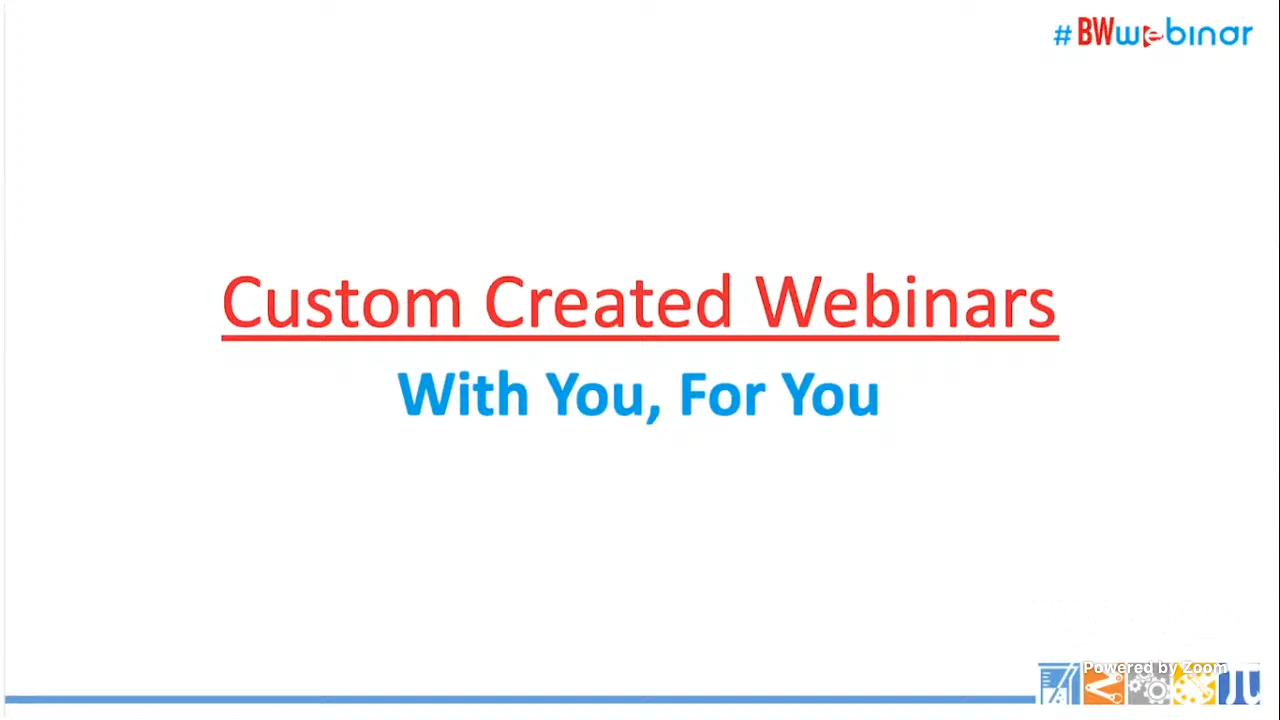 #BWwebinar
Custom Created Webinars
With You, For You
Powered by Zoom
π